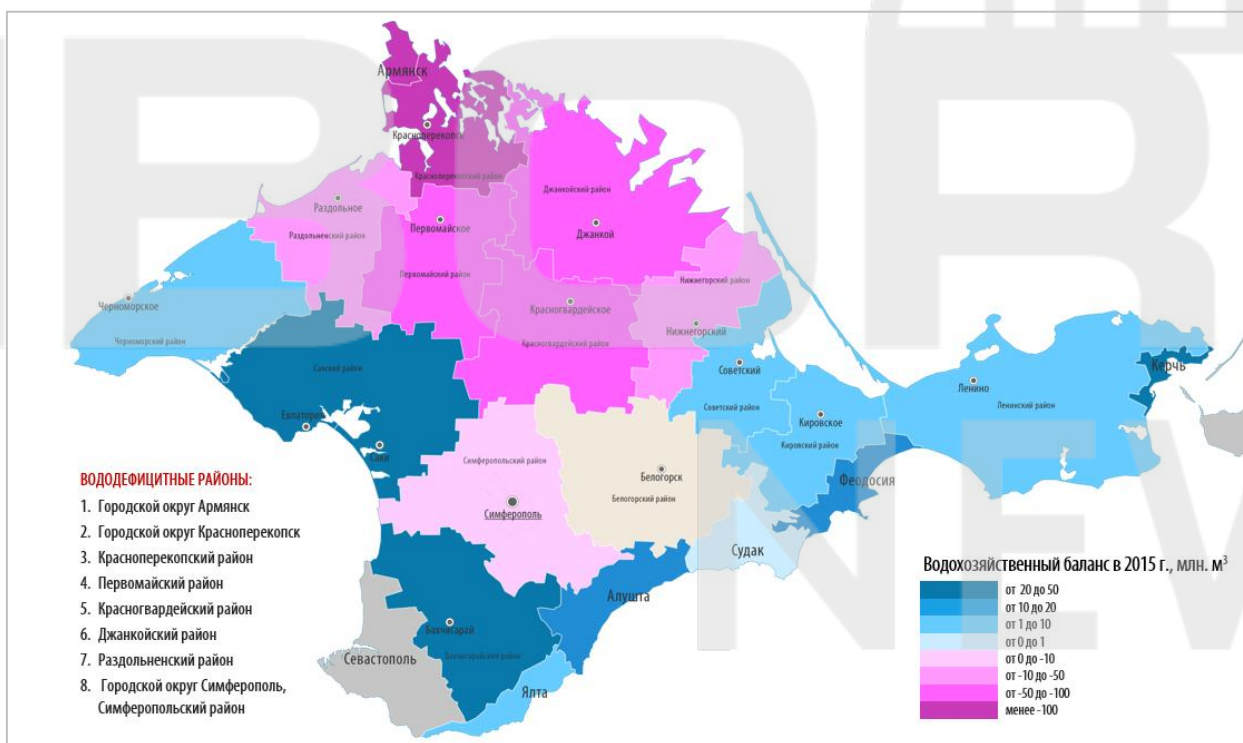 Армянск
Красноперекопск
Красноперекопский район
Джанкойский район
Раздольное
Раздольненский район
Первомайское
Джанкой
Первомайский район
Нижнегорский район
Черноморское
Красногвардейское
Нижнегорский
Черноморский район
Красногвардейский район
Сакский район
Советский
Керчь
Ленино
Советский район
Ленинский район
Кировское
Евпатория
Кировский район
Саки
Симферопольский район
Белогорск
Феодосия
Белогорский район
Симферополь
Судак
Алушта
Бахчисарай
Бахчисарайский район
Севастополь
Ялта
ВОДОДЕФИЦИТНЫЕ РАЙОНЫ:
1. Городской округ Армянск
2. Городской округ Красноперекопск
3. Красноперекопский район
4. Первомайский район
5. Красногвардейский район
6. Джанкойский район
7. Раздольненский район
8. Городской округ Симферополь,
Симферопольский район
Водохозяйственный баланс в 2015 г., млн. м³
от 20 до 50
от 10 до 20
от 1 до 10
от 0 до 1
от 0 до -10
от -10 до -50
от -50 до -100
менее -100